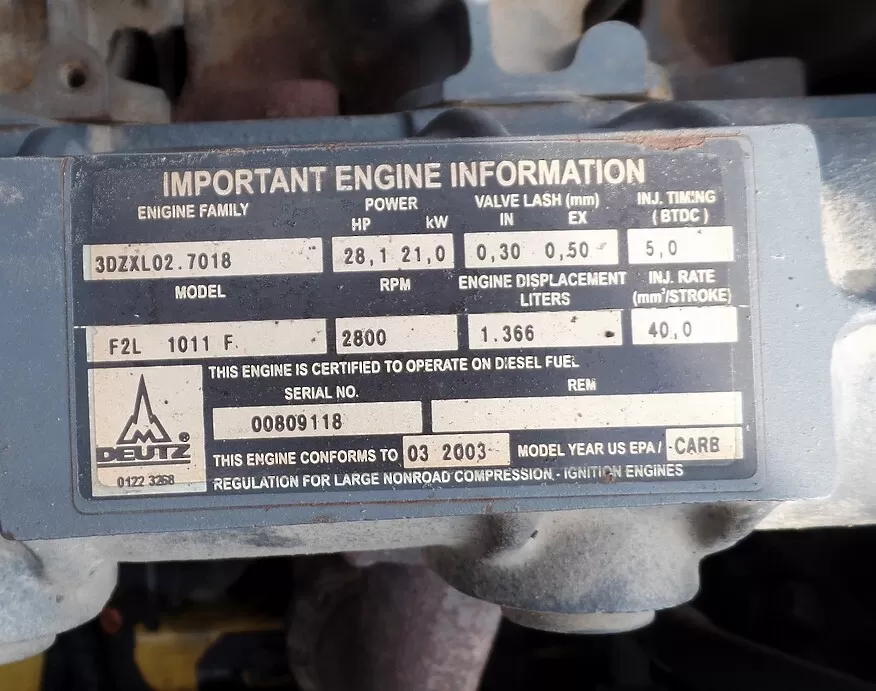 IMPORTANT ENGINE INFORMATION
ENIGINE FAMILY POWER VALVE LASH (mm) INJ. TIMING
HP kW IN EX (BTDC)
3DZXL02.7018 28,1 21,0 0,30 0,50 5,0
MODEL RPM ENGINE DISPLACEMENT INJ. RATE
LITERS (mm³/STROKE)
F2L 1011 F 2800 1.366 40,0
THIS ENGINE IS CERTIFIED TO OPERATE ON DIESEL FUEL
SERIAL NO. REM
00809118
DEUTZ ®
THIS ENGINE CONFORMS TO 03 2003 MODEL YEAR US EPA / CARB
0122 3268 REGULATION FOR LARGE NONROAD COMPRESSION - IGNITION ENGINES